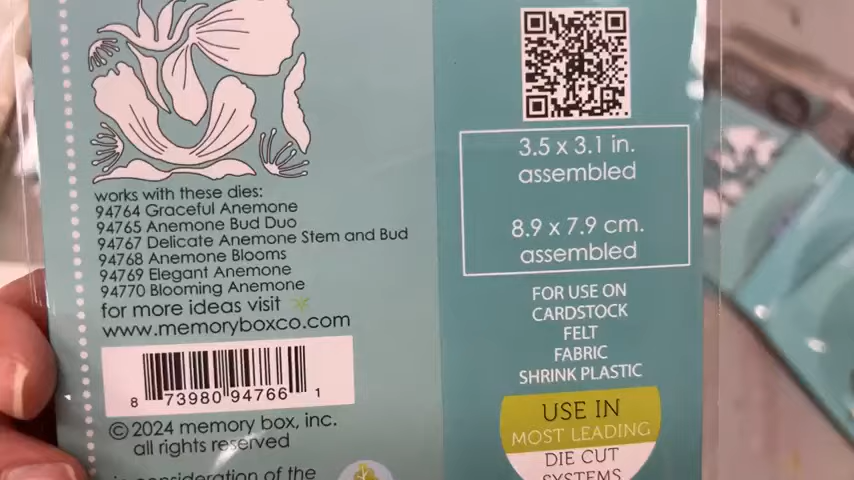 works with these dies:
94764 Graceful Anemone
94765 Anemone Bud Duo
94767 Delicate Anemone Stem and Bud
94768 Anemone Blooms
94769 Elegant Anemone
94770 Blooming Anemone
for more ideas visit
www.memoryboxco.com
8 73980 94766 1
© 2024 memory box, inc.
all rights reserved
in consideration of the
3.5 x 3.1 in.
assembled
8.9 x 7.9 cm.
assembled
FOR USE ON
CARDSTOCK
FELT
FABRIC
SHRINK PLASTIC
USE IN
MOST LEADING
DIE CUT
SYSTEMS